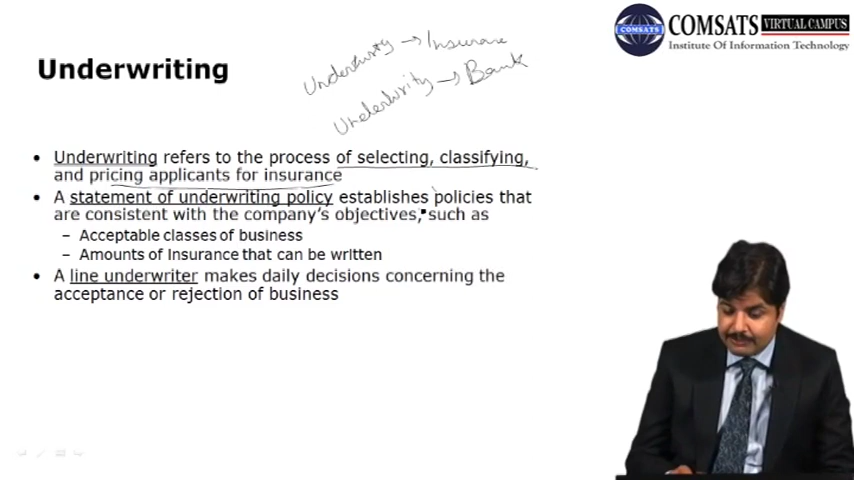 COMSATS VIRTUAL CAMPUS
Institute Of Information Technology
Underwriting
Underwrity → Insurance
Underwrity → Bank
• Underwriting refers to the process of selecting, classifying,
and pricing applicants for insurance
• A statement of underwriting policy establishes policies that
are consistent with the company's objectives, such as
– Acceptable classes of business
– Amounts of insurance that can be written
• A line underwriter makes daily decisions concerning the
acceptance or rejection of business